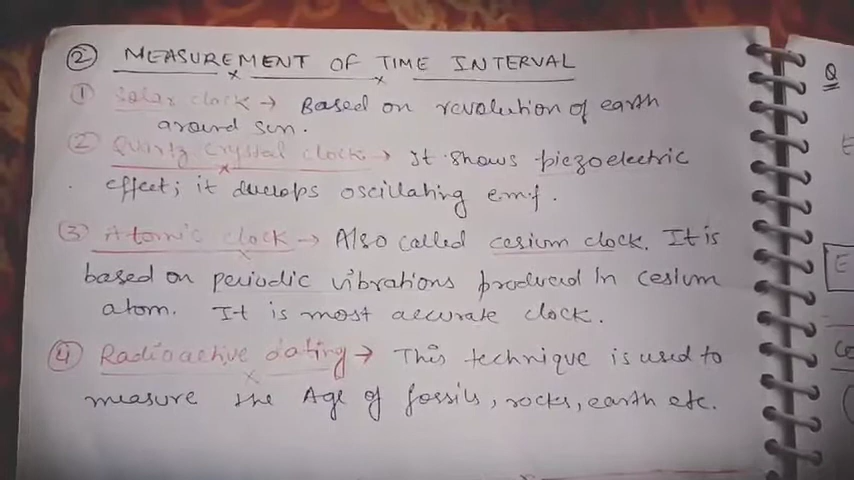 ② MEASUREMENT OF TIME INTERVAL
① Solar clock → Based on revolution of earth
around sun.
② Quartz crystal clock → it shows piezoelectric
effect; it develops oscillating e.m.f.
③ Atomic clock → Also called cesium clock. It is
based on periodic vibrations produced in cesium
atom. It is most accurate clock.
④ Radioactive dating → This technique is used to
measure the Age of fossils, rocks, earth etc.
Q
E